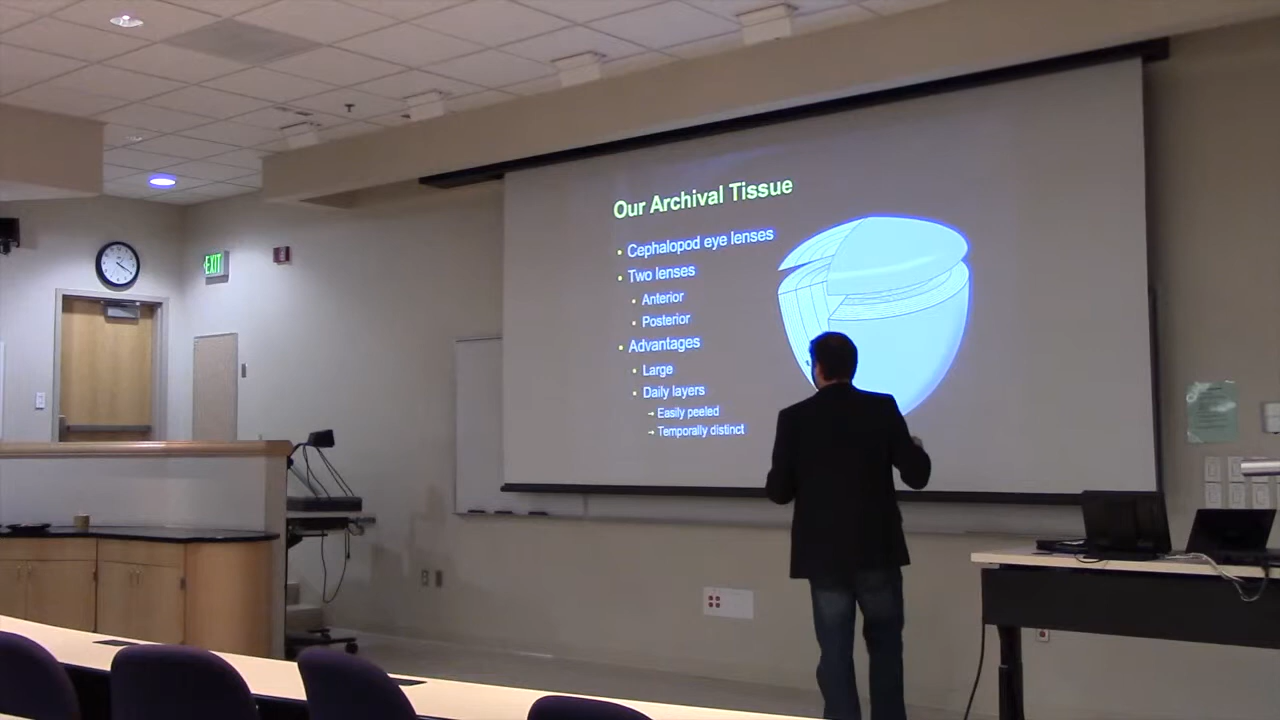 Our Archival Tissue
Cephalopod eye lenses
Two lenses
Anterior
Posterior
Advantages
Large
Daily layers
Easily peeled
Temporally distinct
EXIT